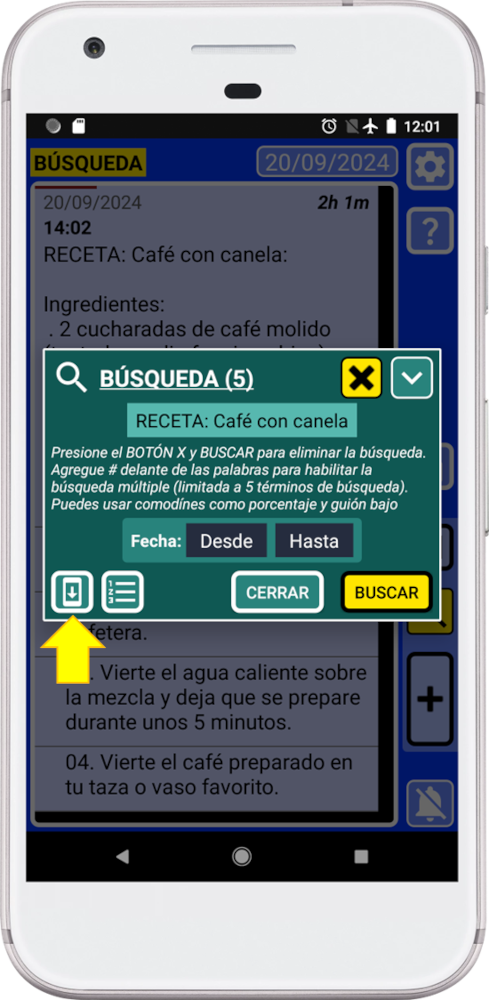 12:01
BÚSQUEDA
20/09/2024
20/09/2024 2h 1m
14:02
RECETA: Café con canela:
Ingredientes:
. 2 cucharadas de café molido
BÚSQUEDA (5)
RECETA: Café con canela
Presione el BOTÓN X y BUSCAR para eliminar la búsqueda.
Agregue # delante de las palabras para habilitar la
búsqueda múltiple (limitada a 5 términos de búsqueda).
Puedes usar comodínes como porcentaje y guión bajo
Fecha: Desde Hasta
CERRAR
BUSCAR
fetera.
. Vierte el agua caliente sobre
la mezcla y deja que se prepare
durante unos 5 minutos.
04. Vierte el café preparado en
tu taza o vaso favorito.